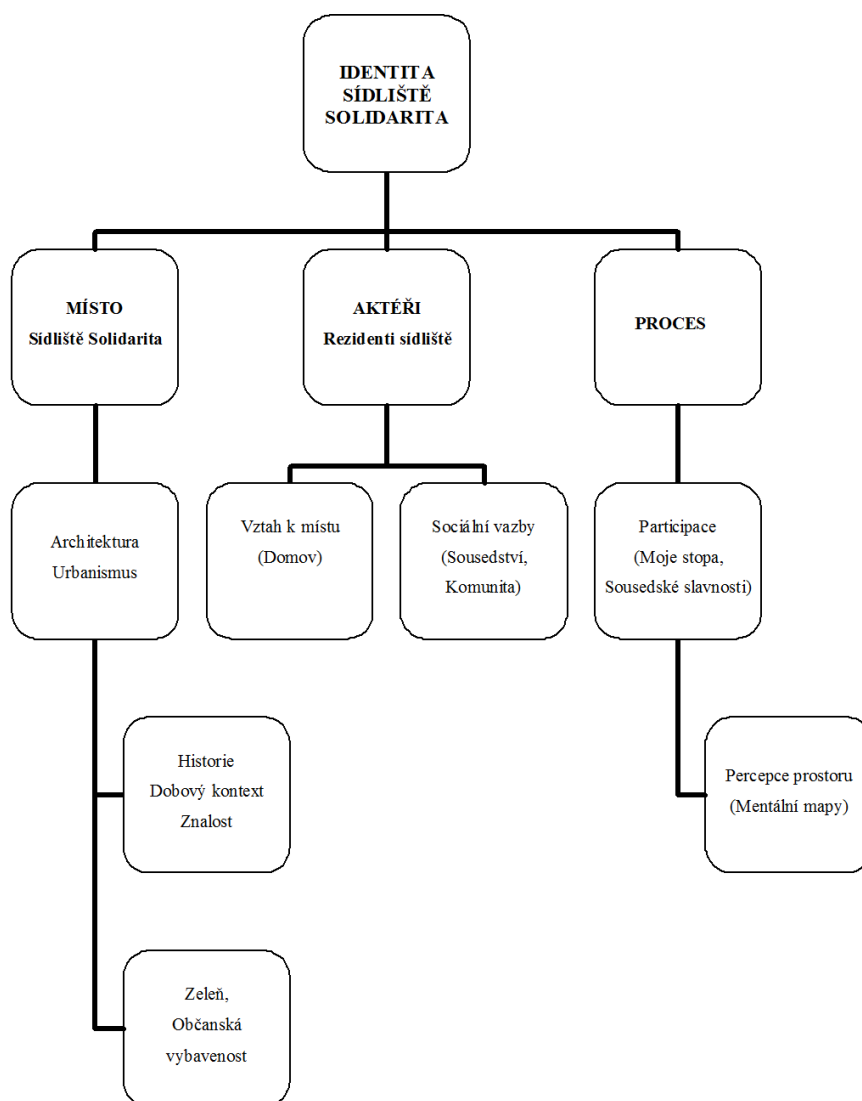 IDENTITA
SÍDLIŠTĚ
SOLIDARITA
MÍSTO
Sídliště Solidarita
AKTÉŘI
Rezidenti sídliště
PROCES
Architektura
Urbanismus
Vztah k místu
(Domov)
Sociální vazby
(Sousedství,
Komunita)
Participace
(Moje stopa,
Sousedské slavnosti)
Historie
Dobový kontext
Znalost
Percepce prostoru
(Mentální mapy)
Zeleň,
Občanská
vybavenost